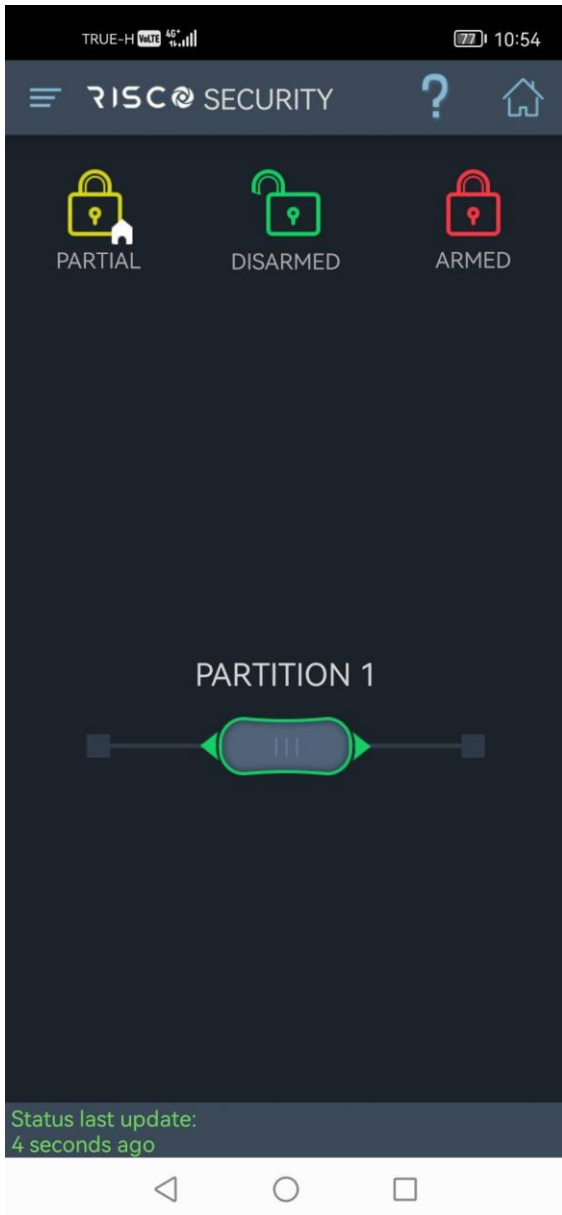 TRUE-H VoLTE 4G+ 77 10:54
RISCO SECURITY ?
PARTIAL DISARMED ARMED
PARTITION 1
Status last update:
4 seconds ago